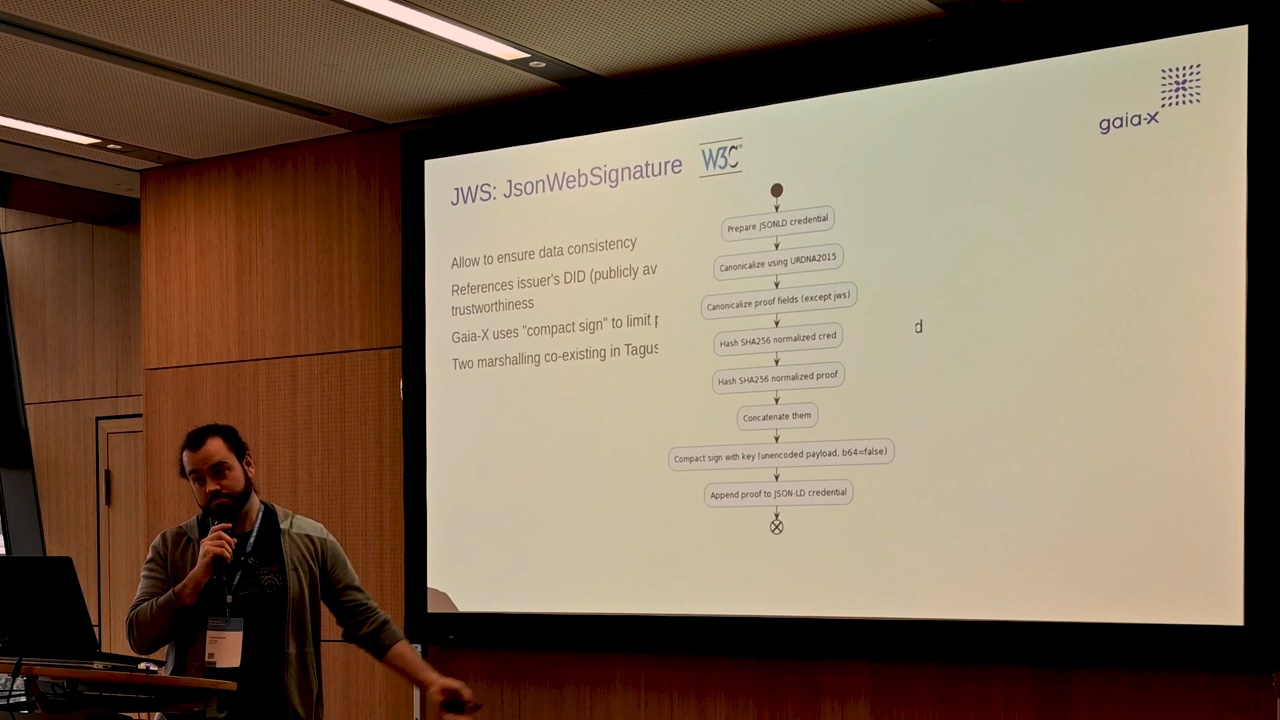 gaia-x
JWS: JsonWebSignature
W3C
Allow to ensure data consistency
References issuer's DID (publicly av
trustworthiness
Gaia-X uses "compact sign" to limit
Two marshalling co-existing in Tagus
d
Prepare JSONLD credential
Canonicalize using URDNA2015
Canonicalize proof fields (except jws)
Hash SHA256 normalized cred
Hash SHA256 normalized proof
Concatenate them
Compact sign with key (unencoded payload, b64=false)
Append proof to JSON-LD credential